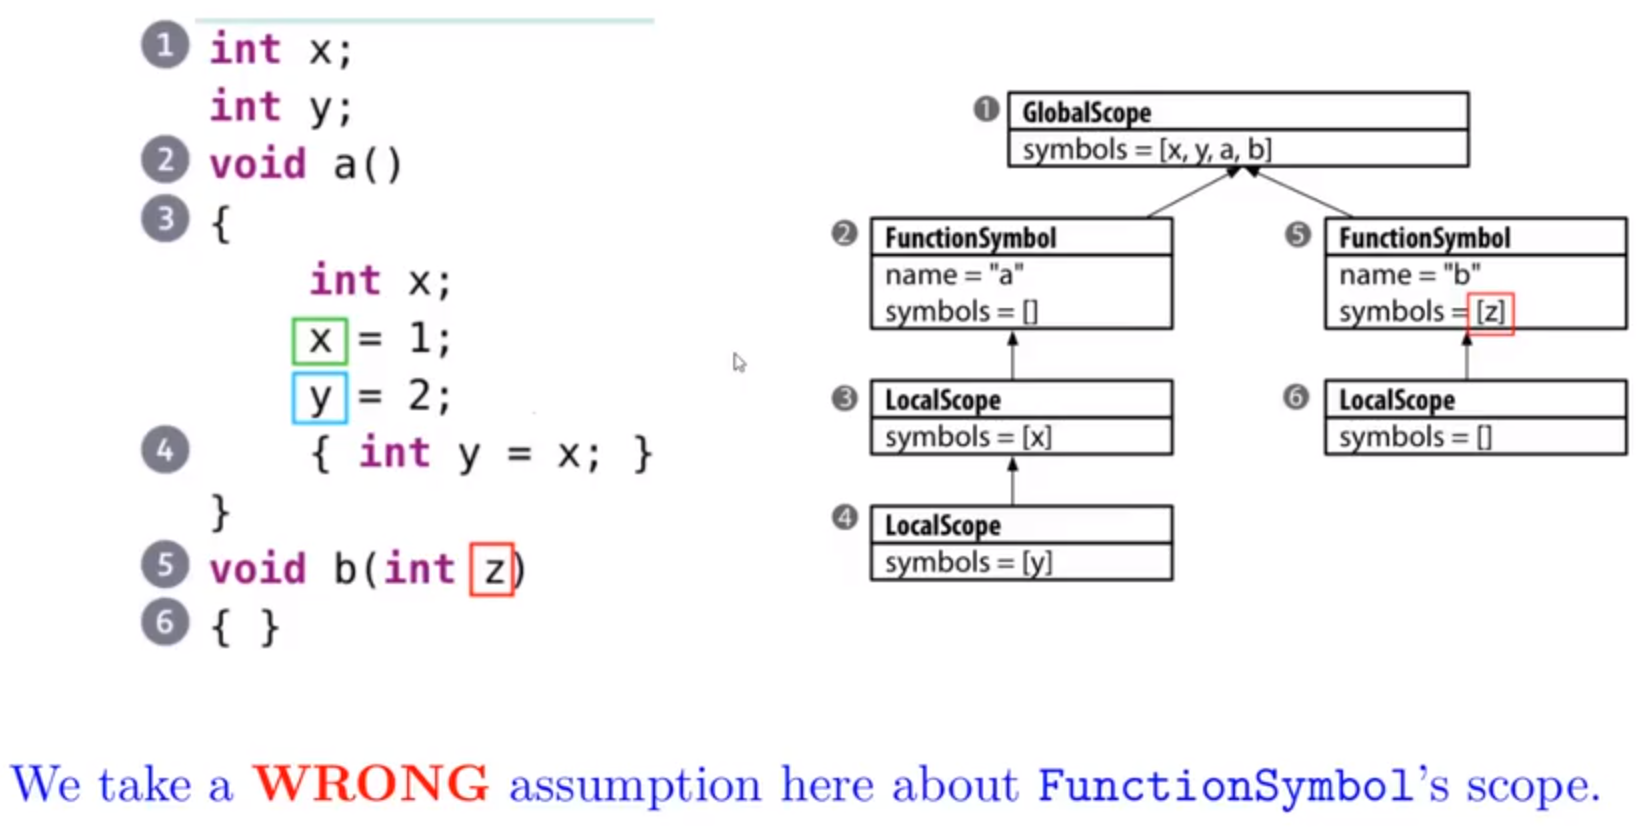 1 int x;
int y;
2 void a()
3 {
int x;
x = 1;
y = 2;
4 { int y = x; }
}
5 void b(int z)
6 { }
1 GlobalScope
symbols = [x, y, a, b]
2 FunctionSymbol
name = "a"
symbols = []
5 FunctionSymbol
name = "b"
symbols = [z]
3 LocalScope
symbols = [x]
6 LocalScope
symbols = []
4 LocalScope
symbols = [y]
We take a WRONG assumption here about FunctionSymbol's scope.